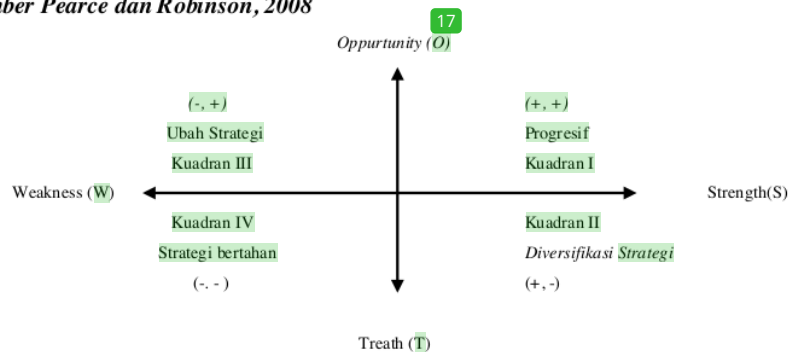 ber Pearce dan Robinson, 2008
17
Oppurtunity (O)
(-, +)
(+, +)
Ubah Strategi
Progresif
Kuadran III
Kuadran I
Weakness (W)
Strength(S)
Kuadran IV
Kuadran II
Strategi bertahan
Diversifikasi Strategi
(-. - )
(+, -)
Treath (T)